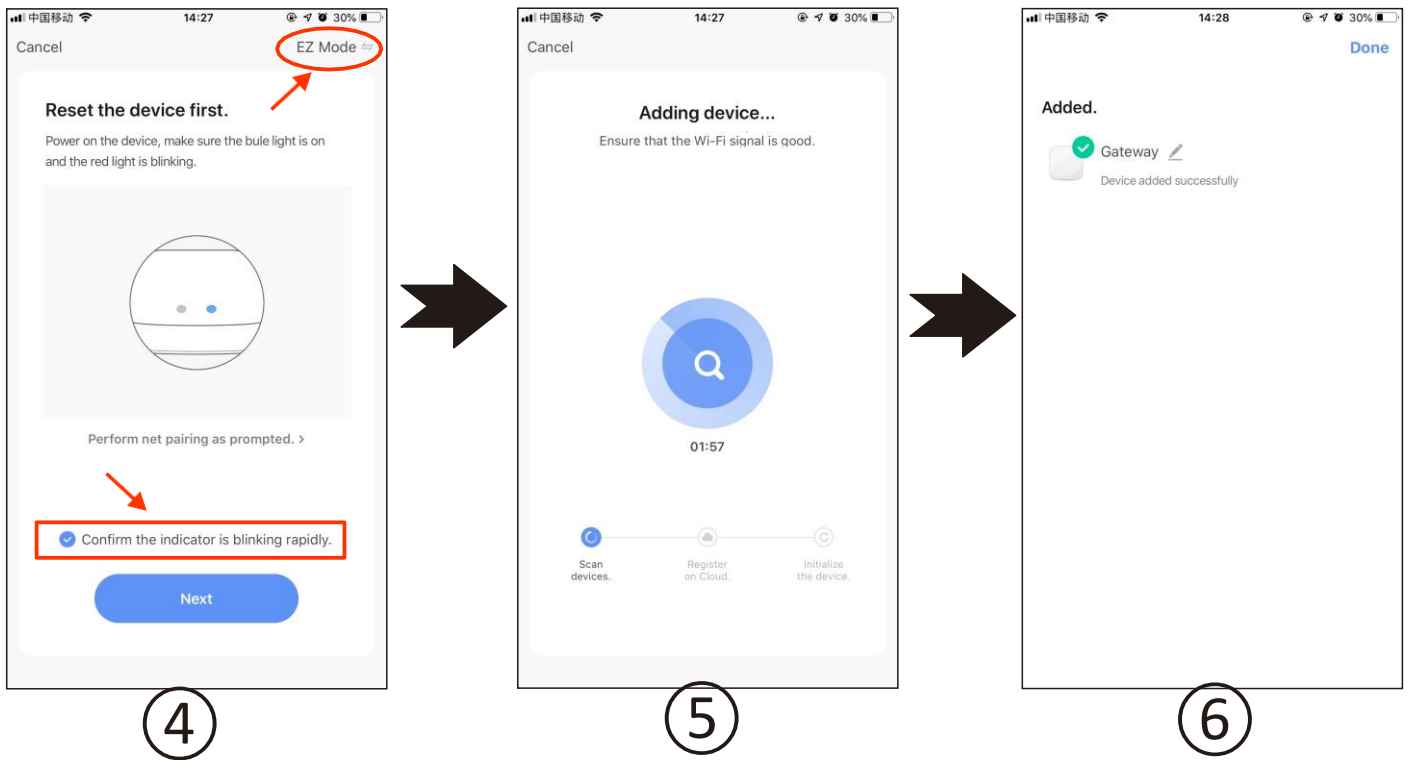 中国移动 14:27 30%
Cancel EZ Mode
Reset the device first.
Power on the device, make sure the bule light is on
and the red light is blinking.
Perform net pairing as prompted. >
Confirm the indicator is blinking rapidly.
Next
④
中国移动 14:27 30%
Cancel
Adding device...
Ensure that the Wi-Fi signal is good.
01:57
Scan
devices.
Register
on Cloud.
Initialize
the device.
⑤
中国移动 14:28 30%
Done
Added.
Gateway
Device added successfully
⑥